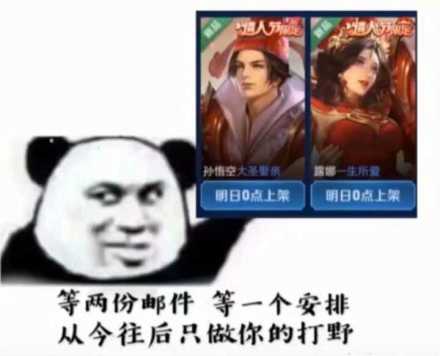 新品
情人节限定
新品
情人节限定
孙悟空大圣娶亲
露娜一生所爱
明日0点上架
明日0点上架
等两份邮件 等一个安排
从今往后只做你的打野